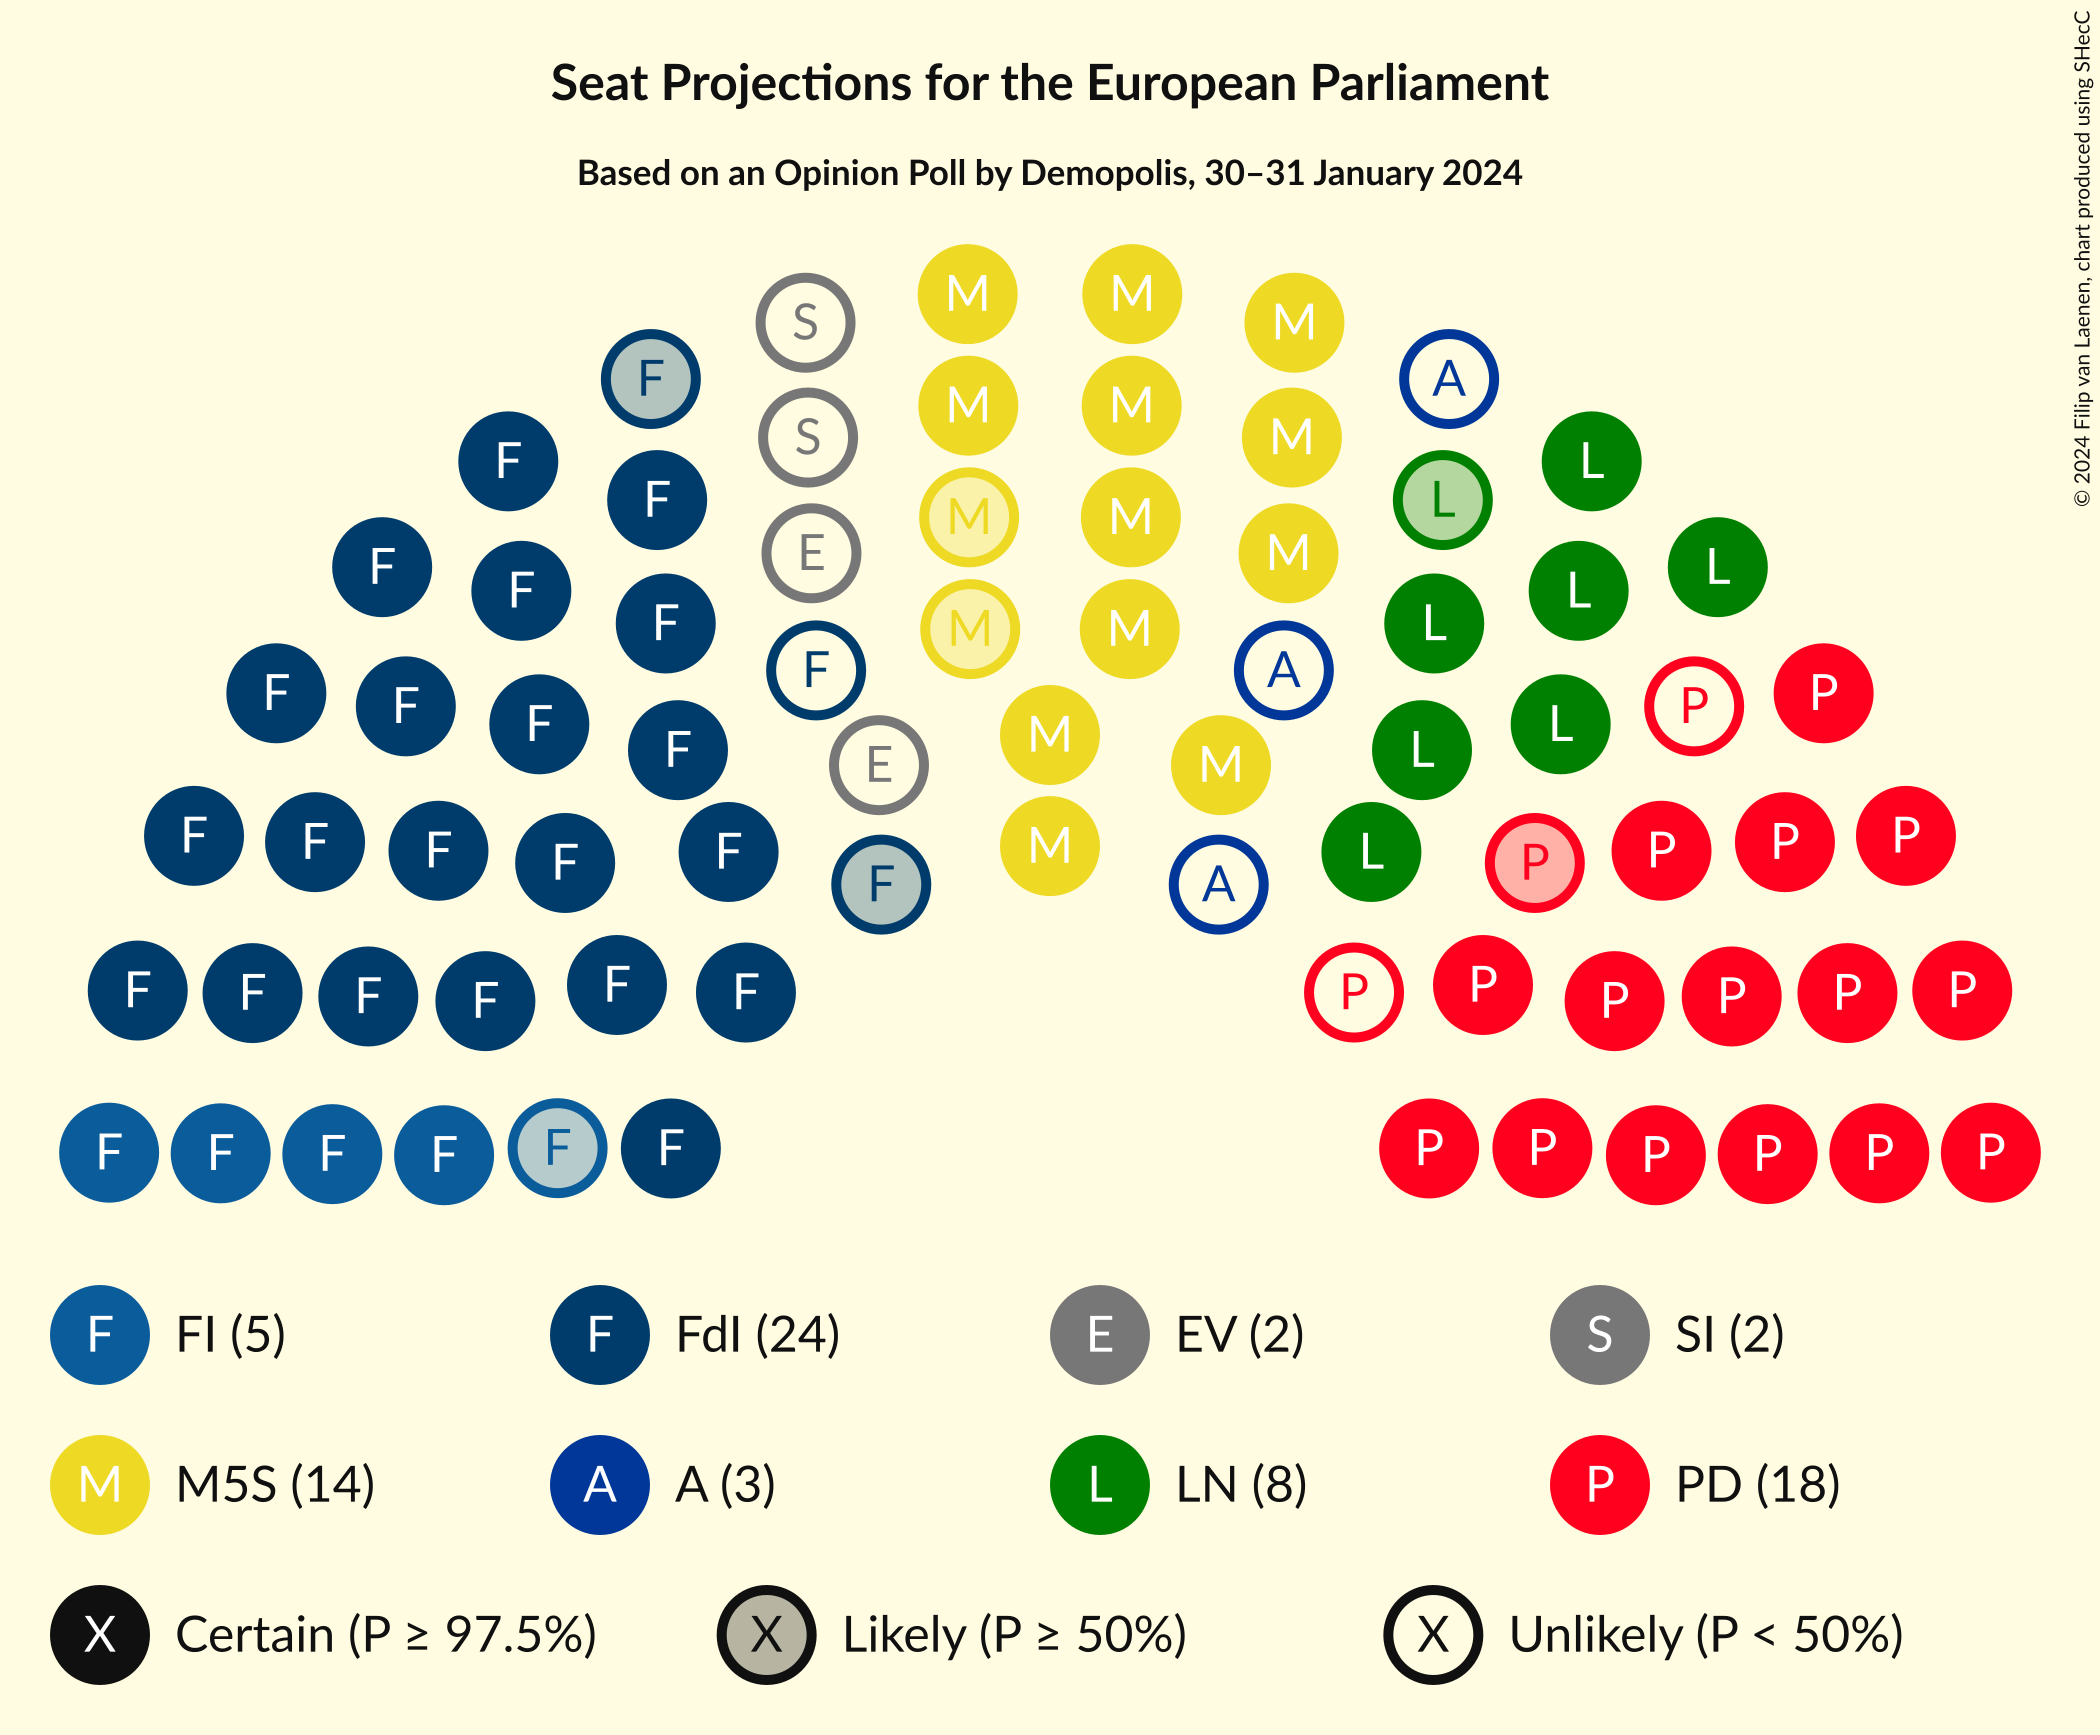 Seat Projections for the European Parliament
Based on an Opinion Poll by Demopolis, 30–31 January 2024
© 2024 Filip van Laenen, chart produced using SHecC
M M
S M A
F M M
S M
F L
F L
M M
E M
F F
F L
L
F M M
F L
F A
F F P P
F F L L
M
E M
F F F F F L P P P P
M
F A
F F F F F F P P P P P P
F F F F F F P P P P P P
F FI (5) F FdI (24) E EV (2) S SI (2)
M M5S (14) A A (3) L LN (8) P PD (18)
X Certain (P ≥ 97.5%) X Likely (P ≥ 50%) X Unlikely (P < 50%)